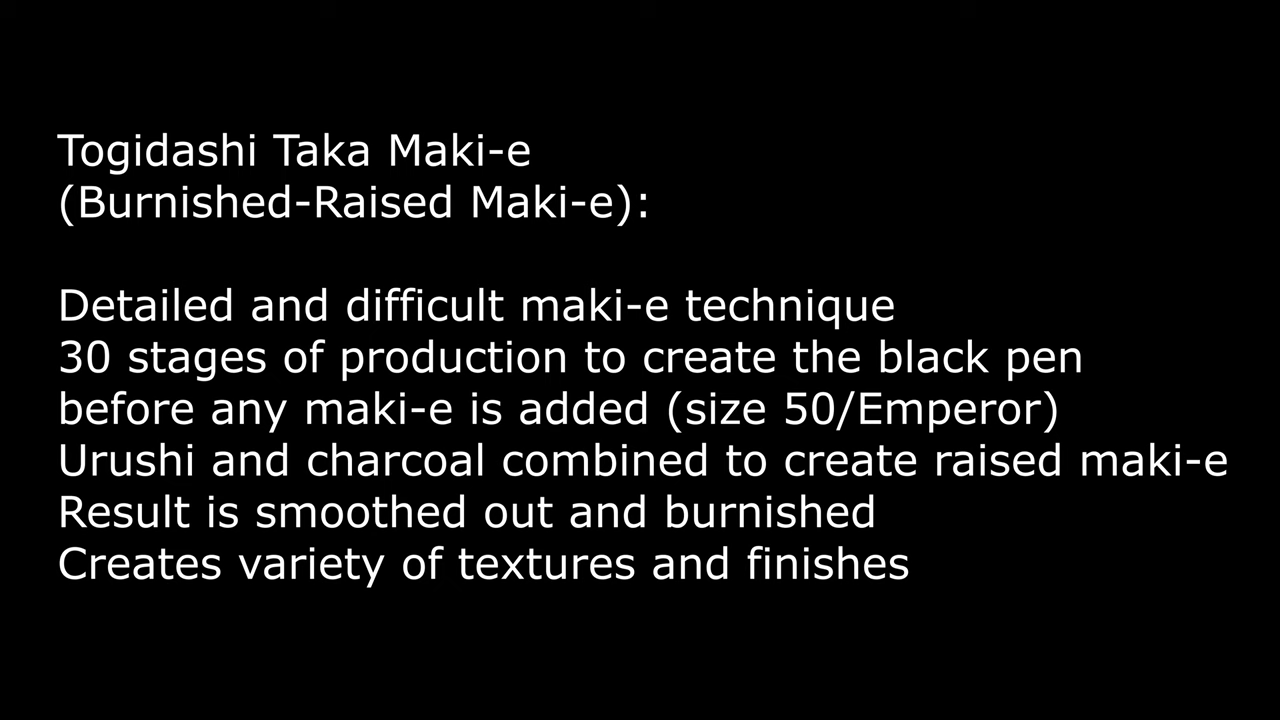 Togidashi Taka Maki-e
(Burnished-Raised Maki-e):
Detailed and difficult maki-e technique
30 stages of production to create the black pen
before any maki-e is added (size 50/Emperor)
Urushi and charcoal combined to create raised maki-e
Result is smoothed out and burnished
Creates variety of textures and finishes